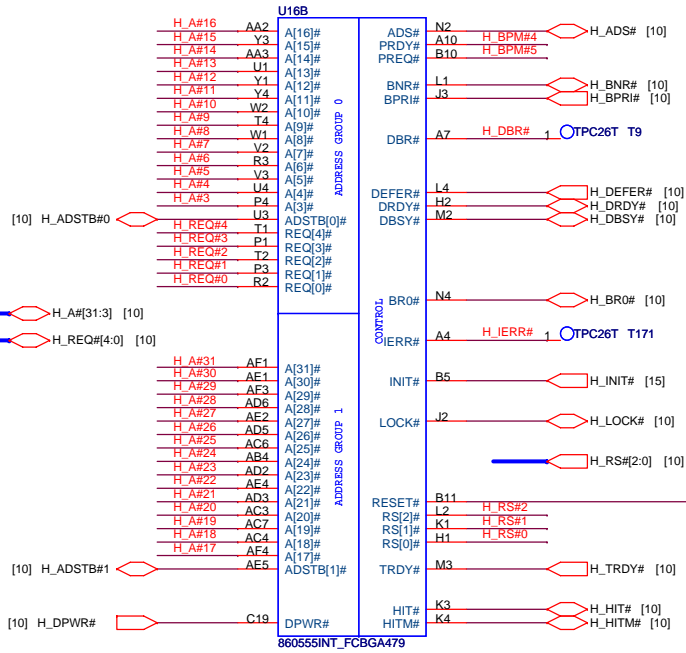 U16B
H_A#16 AA2 A[16]# ADS# N2 H_ADS# [10]
H_A#15 Y3 A[15]# PRDY# A10 H_BPM#4
H_A#14 AA3 A[14]# PREQ# B10 H_BPM#5
H_A#13 U1 A[13]#
H_A#12 Y1 A[12]# BNR# L1 H_BNR# [10]
H_A#11 Y4 A[11]# BPRI# J3 H_BPRI# [10]
H_A#10 W2 A[10]#
H_A#9 T4 A[9]#
H_A#8 W1 A[8]# DBR# A7 H_DBR# 1 TPC26T T9
H_A#7 V2 A[7]#
H_A#6 R3 A[6]#
H_A#5 V3 A[5]#
H_A#4 U4 A[4]# DEFER# L4 H_DEFER# [10]
H_A#3 P4 A[3]# DRDY# H2 H_DRDY# [10]
[10] H_ADSTB#0 U3 ADSTB[0]# DBSY# M2 H_DBSY# [10]
H_REQ#4 T1 REQ[4]#
H_REQ#3 P1 REQ[3]#
H_REQ#2 T2 REQ[2]#
H_REQ#1 P3 REQ[1]#
H_REQ#0 R2 REQ[0]#
ADDRESS GROUP 0
BR0# N4 H_BR0# [10]
H_A#[31:3] [10]
CONTROL
H_REQ#[4:0] [10] IERR# A4 H_IERR# 1 TPC26T T171
H_A#31 AF1 A[31]#
H_A#30 AE1 A[30]# INIT# B5 H_INIT# [15]
H_A#29 AF3 A[29]#
H_A#28 AD6 A[28]#
H_A#27 AE2 A[27]# LOCK# J2 H_LOCK# [10]
H_A#26 AD5 A[26]#
H_A#25 AC6 A[25]#
H_A#24 AB4 A[24]# H_RS#[2:0] [10]
H_A#23 AD2 A[23]#
H_A#22 AE4 A[22]#
H_A#21 AD3 A[21]# RESET# B11
H_A#20 AC3 A[20]# RS[2]# L2 H_RS#2
H_A#19 AC7 A[19]# RS[1]# K1 H_RS#1
H_A#18 AC4 A[18]# RS[0]# H1 H_RS#0
H_A#17 AF4 A[17]#
[10] H_ADSTB#1 AE5 ADSTB[1]# TRDY# M3 H_TRDY# [10]
ADDRESS GROUP 1
HIT# K3 H_HIT# [10]
[10] H_DPWR# C19 DPWR# HITM# K4 H_HITM# [10]
860555INT_FCBGA479